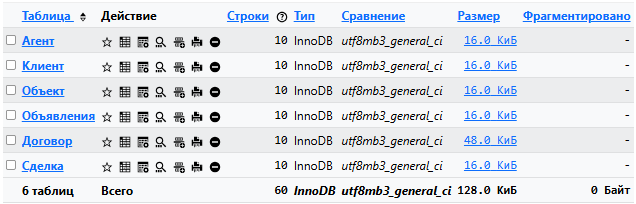 Таблица Действие Строки Тип Сравнение Размер Фрагментировано
Агент 10 InnoDB utf8mb3_general_ci 16.0 КиБ -
Клиент 10 InnoDB utf8mb3_general_ci 16.0 КиБ -
Объект 10 InnoDB utf8mb3_general_ci 16.0 КиБ -
Объявления 10 InnoDB utf8mb3_general_ci 16.0 КиБ -
Договор 10 InnoDB utf8mb3_general_ci 48.0 КиБ -
Сделка 10 InnoDB utf8mb3_general_ci 16.0 КиБ -
6 таблиц Всего 60 InnoDB utf8mb3_general_ci 128.0 КиБ 0 Байт